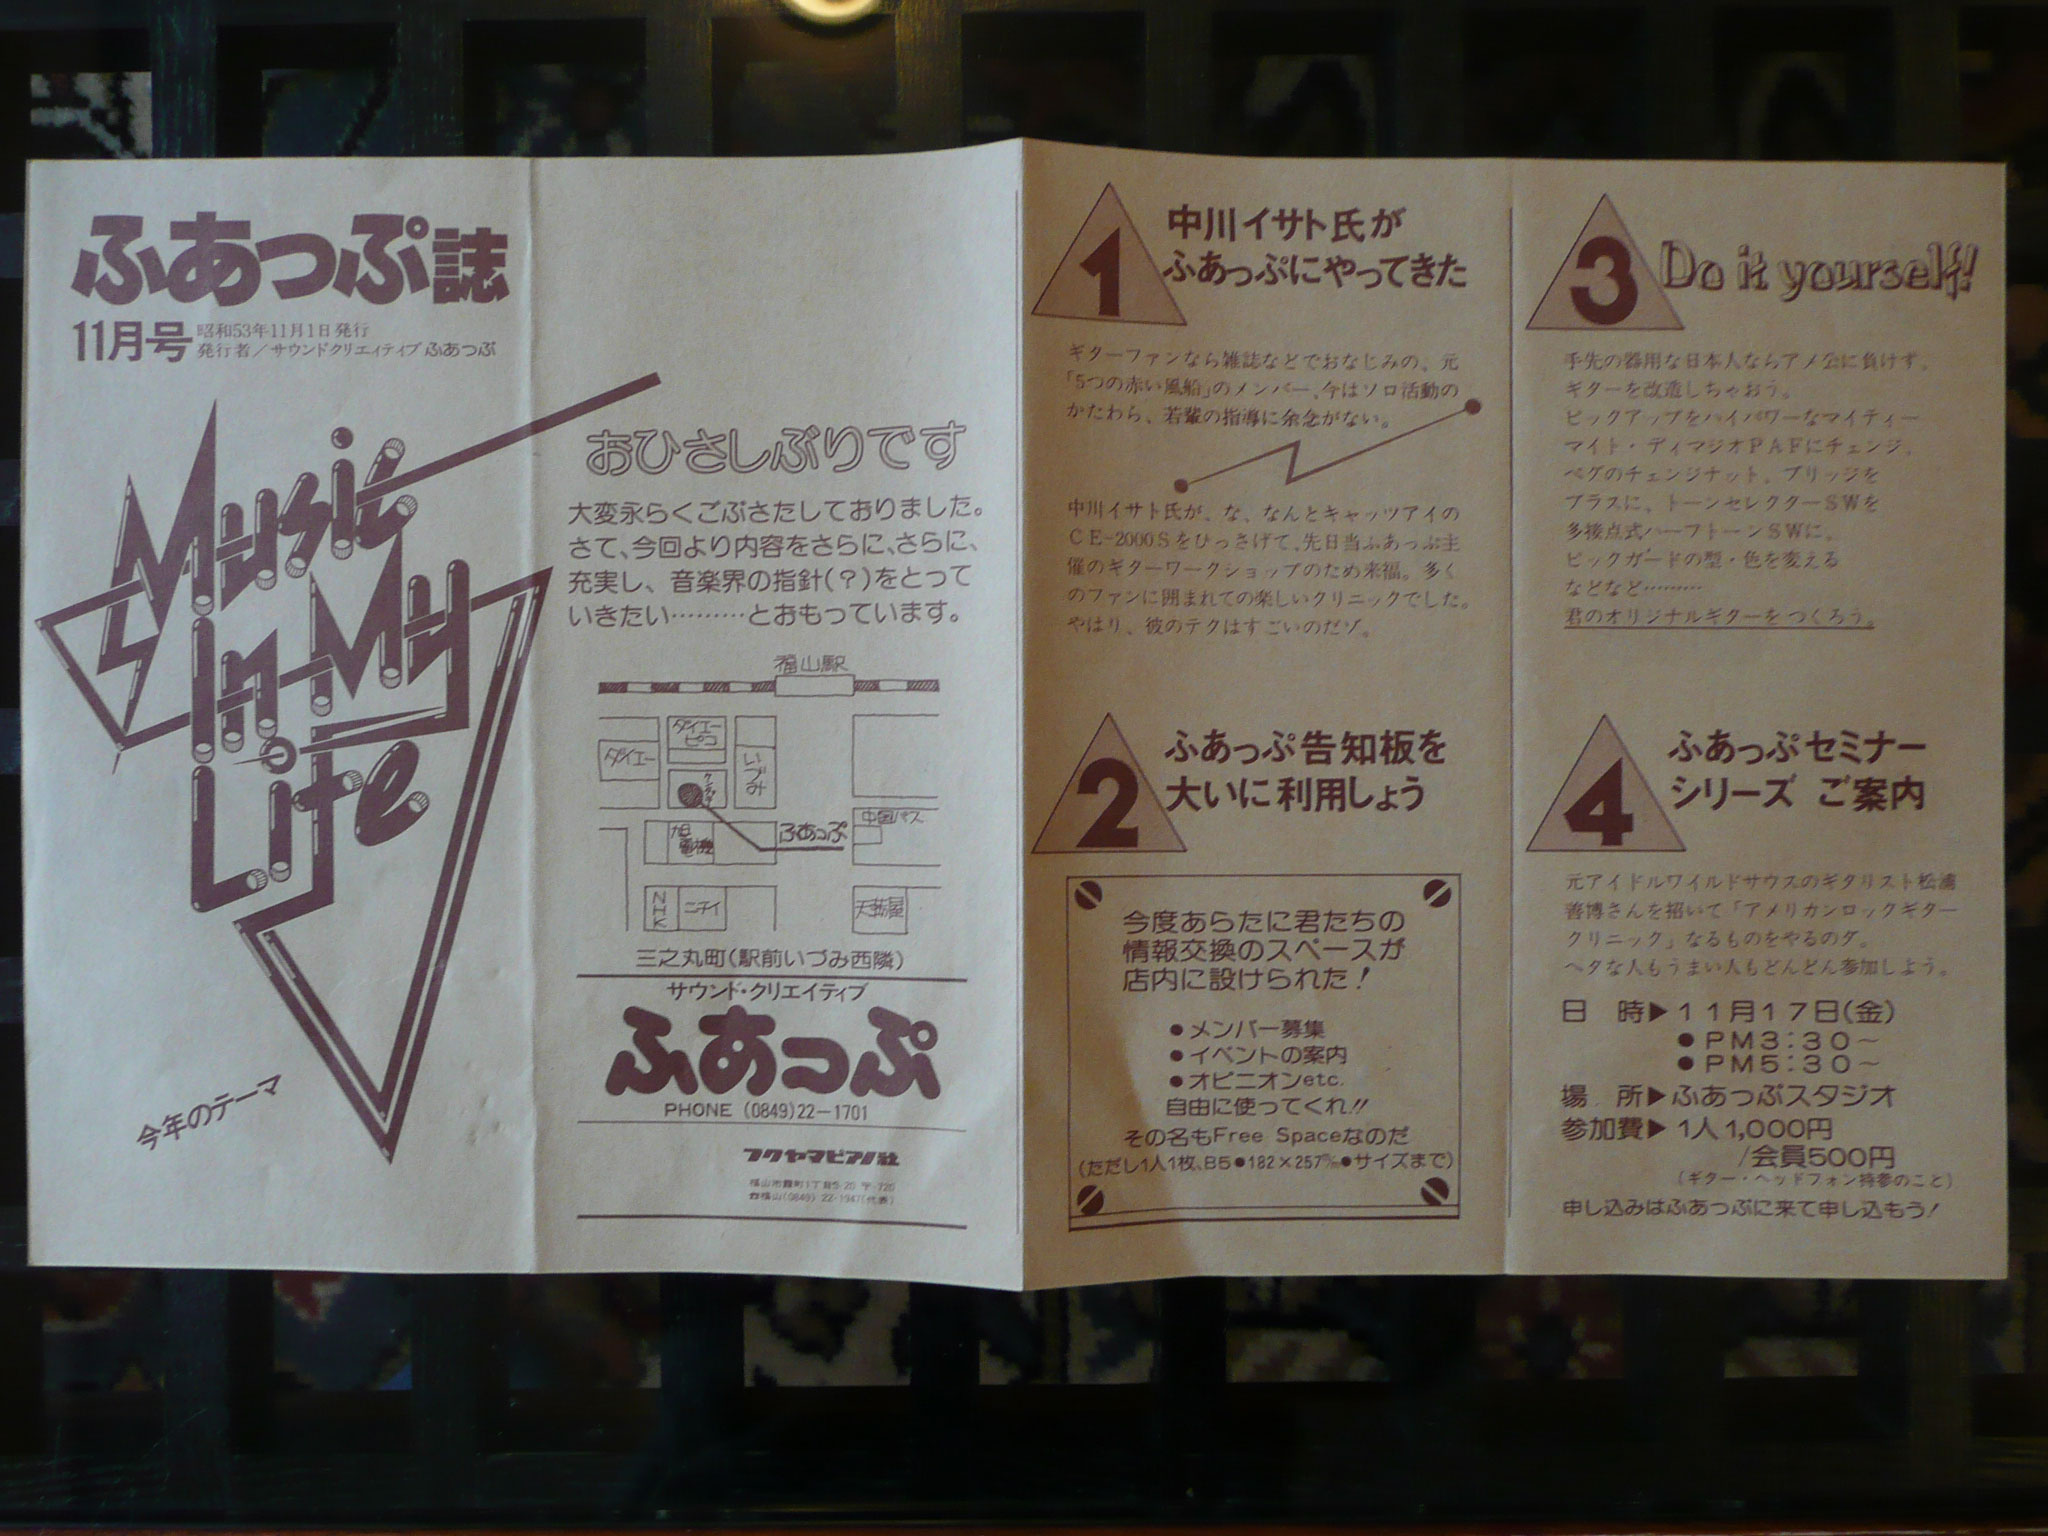 ふあっぷ誌
11月号
昭和53年11月1日発行
発行者／サウンドクリエィティブ ふあっぷ
Music
In My
Life
今年のテーマ
おひさしぶりです
大変永らくごぶさたしておりました。
さて、今回より内容をさらに、さらに、
充実し、音楽界の指針(?)をとって
いきたい………とおもっています。
福山駅
ダイエー
ダイエー
ピコ
いづみ
ふあっぷ
中国バス
旭
電機
NHK
ニチイ
天満屋
三之丸町(駅前いづみ西隣)
サウンド・クリエイティブ
ふあっぷ
PHONE (0849)22-1701
フクヤマピアノ社
福山市霞町1丁目5-20 〒720
☎福山(0849) 22-1947(代表)
1
中川イサト氏が
ふあっぷにやってきた
ギターファンなら雑誌などでおなじみの、元
「5つの赤い風船」のメンバー、今はソロ活動の
かたわら、若輩の指導に余念がない。
中川イサト氏が、な、なんとキャッツアイの
CE-2000Sをひっさげて、先日当ふあっぷ主
催のギターワークショップのため来福。多く
のファンに囲まれての楽しいクリニックでした。
やはり、彼のテクはすごいのだゾ。
2
ふあっぷ告知板を
大いに利用しょう
今度あらたに君たちの
情報交換のスペースが
店内に設けられた!
●メンバー募集
●イベントの案内
●オピニオンetc.
自由に使ってくれ!!
その名もFree Spaceなのだ
(ただし1人1枚、B5●182×257㎜●サイズまで)
3
Do it yourself!
手先の器用な日本人ならアメ公に負けず、
ギターを改造しちゃおう。
ピックアップをハイパワーなマイティー
マイト・ディマジオPAFにチェンジ、
ペグのチェンジナット、ブリッジを
ブラスに、トーンセレクターSWを
多接点式ハーフトーンSWに、
ピックガードの型・色を変える
などなど………
君のオリジナルギターをつくろう。
4
ふあっぷセミナー
シリーズ ご案内
元アイドルワイルドサウスのギタリスト松浦
善博さんを招いて「アメリカンロックギター
クリニック」なるものをやるのダ。
ヘタな人もうまい人もどんどん参加しよう。
日 時▶11月17日(金)
●PM3:30～
●PM5:30～
場 所▶ふあっぷスタジオ
参加費▶1人1,000円
/会員500円
(ギター・ヘッドフォン持参のこと)
申し込みはふあっぷに来て申し込もう!